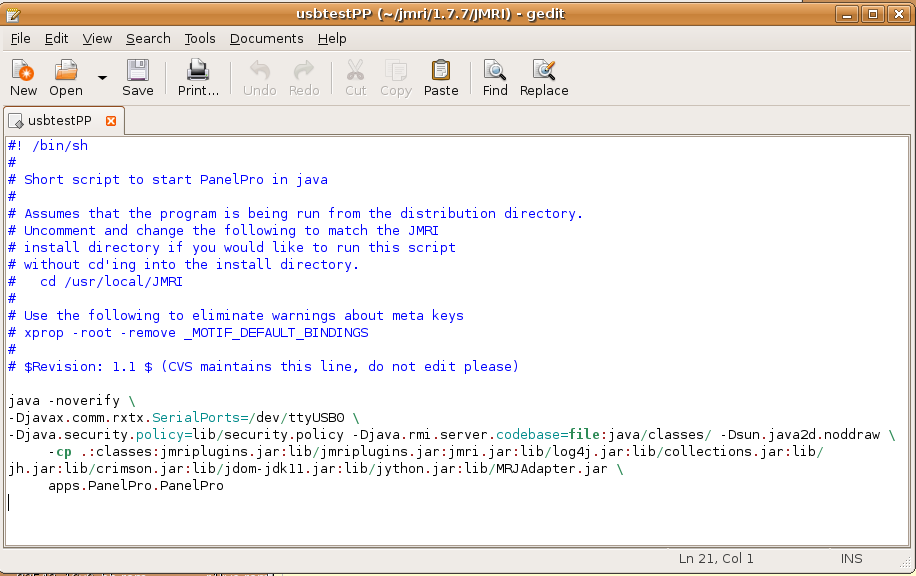 usbtestPP (~/jmri/1.7.7/JMRI) - gedit
File Edit View Search Tools Documents Help
New Open Save Print... Undo Redo Cut Copy Paste Find Replace
usbtestPP
#! /bin/sh
#
# Short script to start PanelPro in java
#
# Assumes that the program is being run from the distribution directory.
# Uncomment and change the following to match the JMRI
# install directory if you would like to run this script
# without cd'ing into the install directory.
#   cd /usr/local/JMRI
#
# Use the following to eliminate warnings about meta keys
# xprop -root -remove _MOTIF_DEFAULT_BINDINGS
#
# $Revision: 1.1 $ (CVS maintains this line, do not edit please)
java -noverify \
-Djavax.comm.rxtx.SerialPorts=/dev/ttyUSB0 \
-Djava.security.policy=lib/security.policy -Djava.rmi.server.codebase=file:java/classes/ -Dsun.java2d.noddraw \
     -cp .:classes:jmriplugins.jar:lib/jmriplugins.jar:jmri.jar:lib/log4j.jar:lib/collections.jar:lib/
jh.jar:lib/crimson.jar:lib/jdom-jdk11.jar:lib/jython.jar:lib/MRJAdapter.jar \
     apps.PanelPro.PanelPro
Ln 21, Col 1 INS